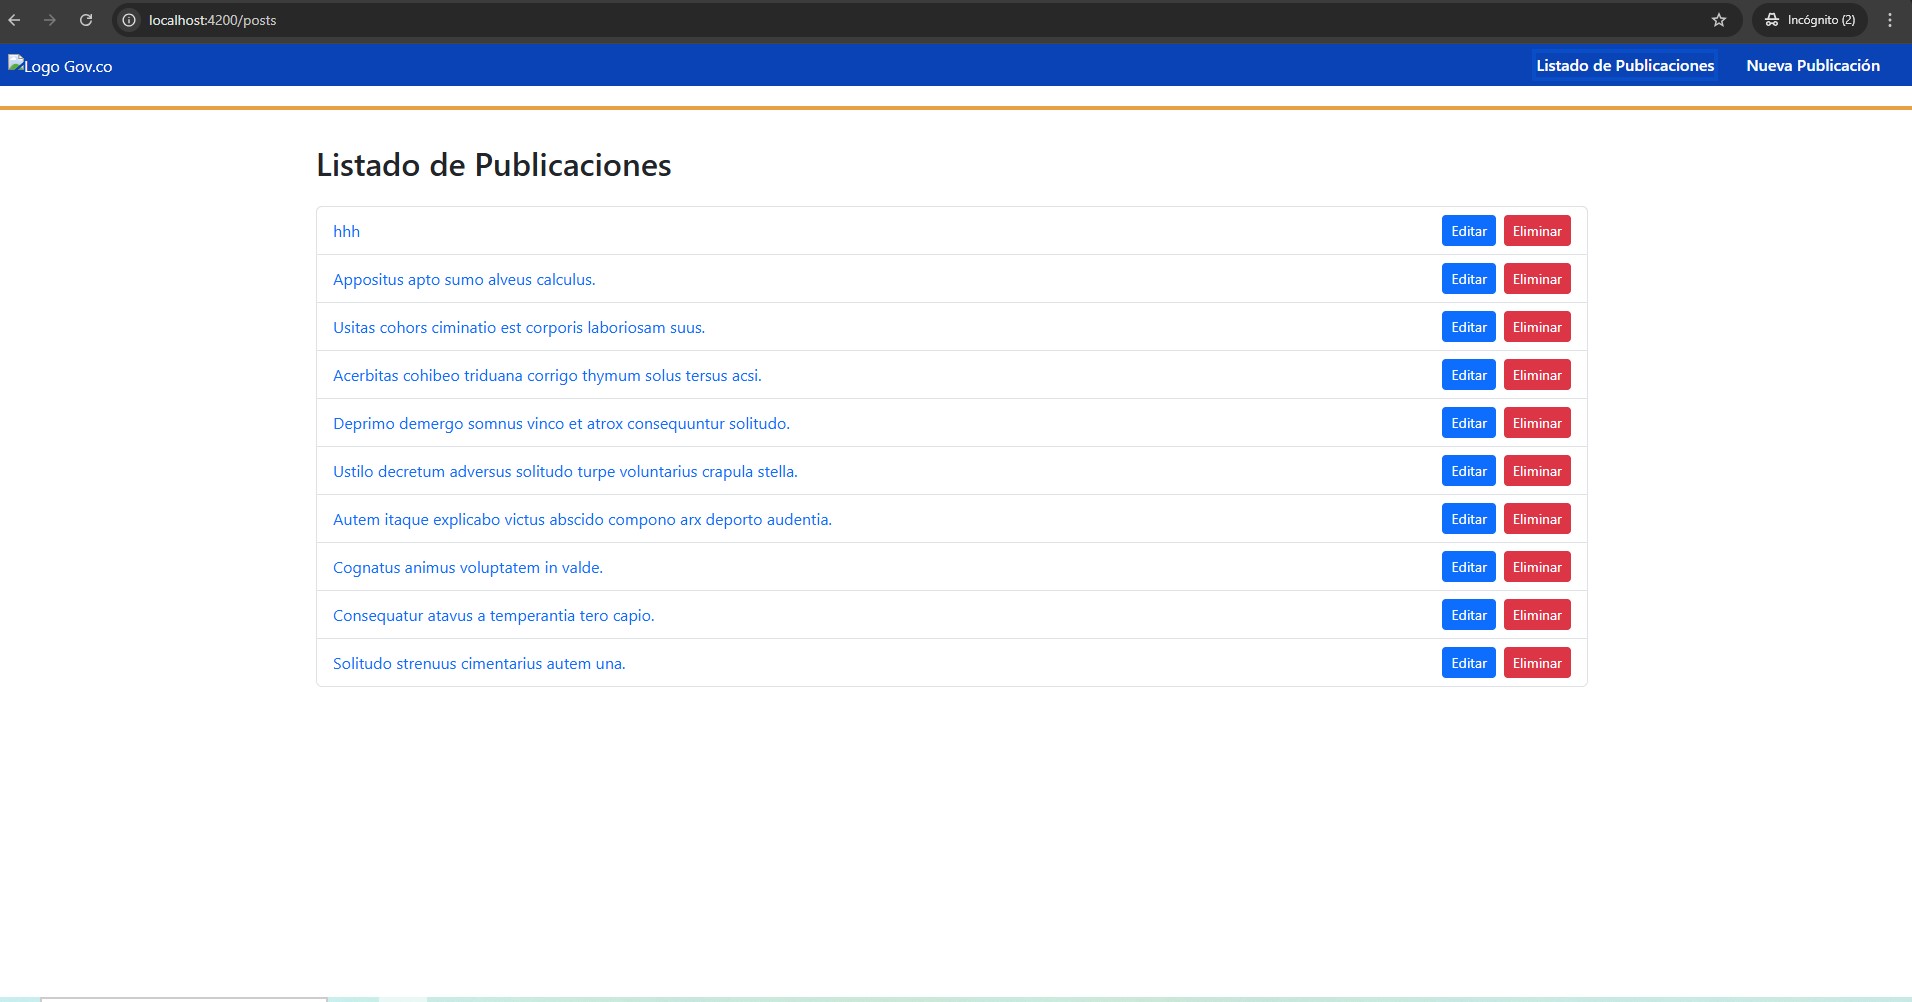 localhost:4200/posts
Incógnito (2)
Logo Gov.co
Listado de Publicaciones
Nueva Publicación
Listado de Publicaciones
hhh Editar Eliminar
Appositus apto sumo alveus calculus. Editar Eliminar
Usitas cohors ciminatio est corporis laboriosam suus. Editar Eliminar
Acerbitas cohibeo triduana corrigo thymum solus tersus acsi. Editar Eliminar
Deprimo demergo somnus vinco et atrox consequuntur solitudo. Editar Eliminar
Ustilo decretum adversus solitudo turpe voluntarius crapula stella. Editar Eliminar
Autem itaque explicabo victus abscido compono arx deporto audentia. Editar Eliminar
Cognatus animus voluptatem in valde. Editar Eliminar
Consequatur atavus a temperantia tero capio. Editar Eliminar
Solitudo strenuus cimentarius autem una. Editar Eliminar